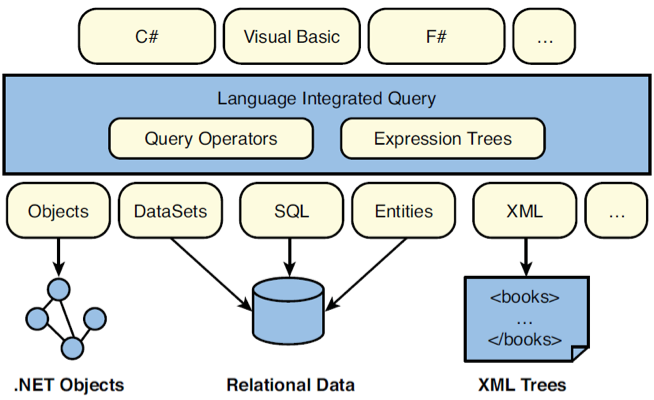 C#
Visual Basic
F#
...
Language Integrated Query
Query Operators
Expression Trees
Objects
DataSets
SQL
Entities
XML
...
<books>
...
</books>
.NET Objects
Relational Data
XML Trees